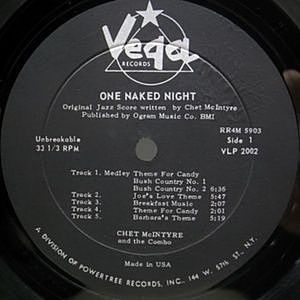 Vega
RECORDS
ONE NAKED NIGHT
Original Jazz Score written by Chet McIntyre
Published by Ogram Music Co. BMI
RR4M 5903
Unbreakable
Side 1
33 1/3 RPM
VLP 2002
Track 1. Medley Theme For Candy
Bush Country No. 1
Bush Country No. 2 6:36
Track 2. Joe's Love Theme 5:47
Track 3. Breakfast Music 2:07
Track 4. Theme For Candy 2:01
Track 5. Barbara's Theme 5:19
CHET McINTYRE
and the Combo
Made in USA
A DIVISION OF POWERTREE RECORDS, INC., 144 W. 57th ST., N.Y.